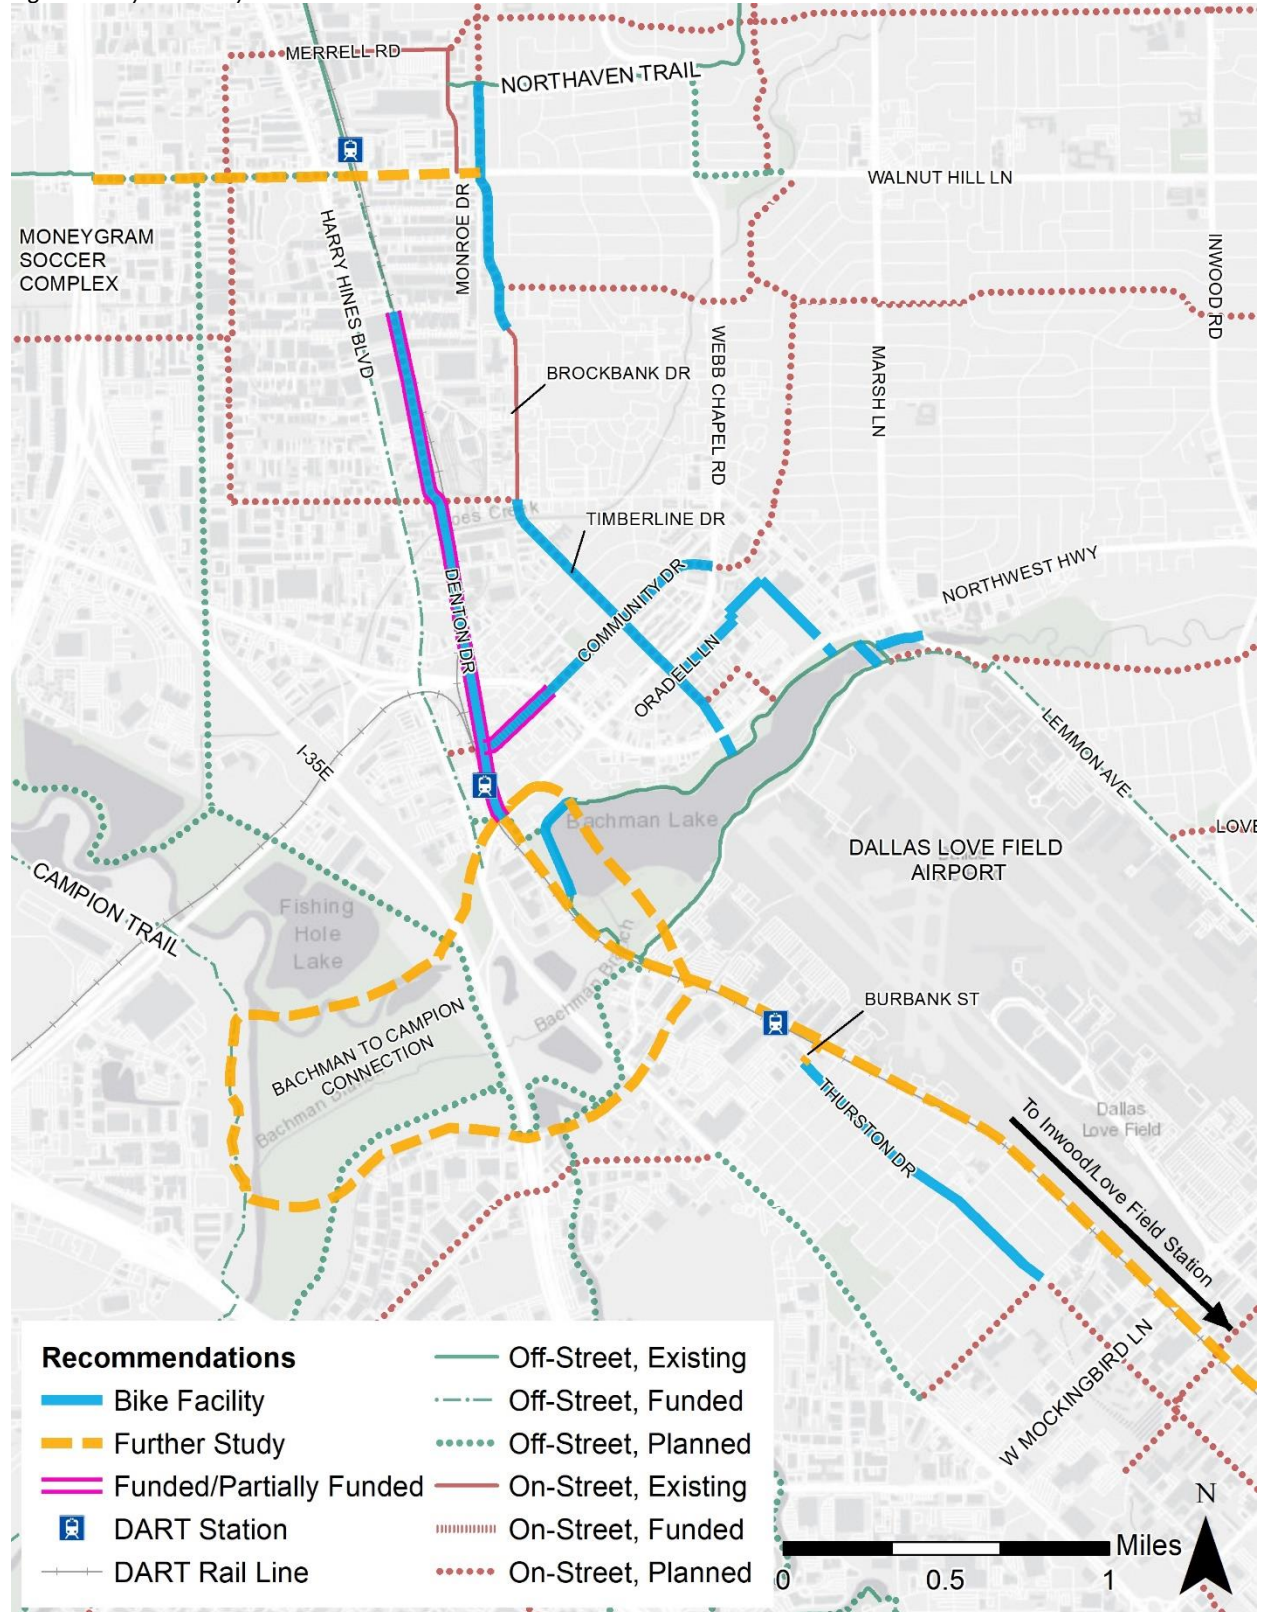 MERRELL RD
NORTHAVEN TRAIL
WALNUT HILL LN
MONROE DR
MONEYGRAM
SOCCER
COMPLEX
HARRY HINES BLVD
INWOOD RD
WEBB CHAPEL RD
MARSH LN
BROCKBANK DR
TIMBERLINE DR
NORTHWEST HWY
DENTON DR
COMMUNITY DR
ORADELL LN
LEMMON AVE
I-35E
Bachman Lake
LOVE
DALLAS LOVE FIELD
AIRPORT
CAMPION TRAIL
Fishing
Hole
Lake
Bachman Branch
BURBANK ST
BACHMAN TO CAMPION
CONNECTION
THURSTON DR
Dallas
Love Field
To Inwood/Love Field Station
W MOCKINGBIRD LN
Recommendations
Bike Facility
Further Study
Funded/Partially Funded
DART Station
DART Rail Line
Off-Street, Existing
Off-Street, Funded
Off-Street, Planned
On-Street, Existing
On-Street, Funded
On-Street, Planned
N
Miles
0 0.5 1